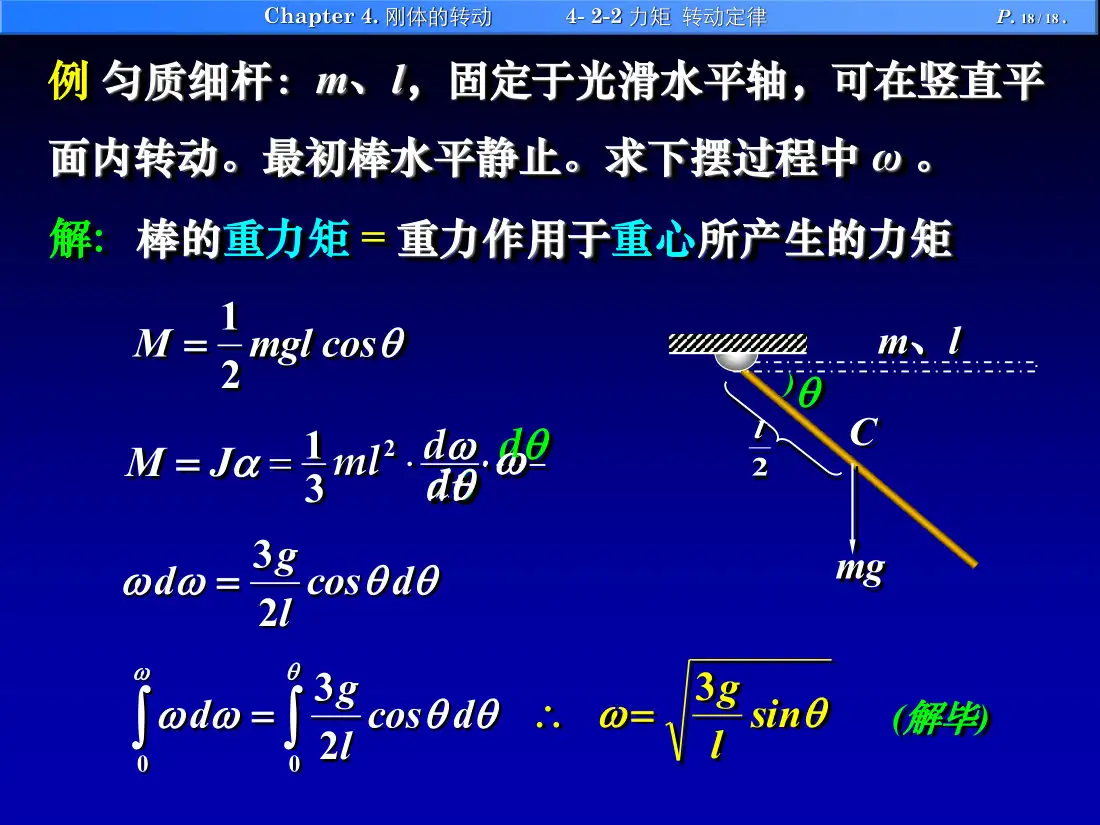 Chapter 4. 刚体的转动 4- 2-2 力矩 转动定律 P. 18 / 18 .
例 匀质细杆：m、l，固定于光滑水平轴，可在竖直平
面内转动。最初棒水平静止。求下摆过程中 ω 。
解: 棒的重力矩 = 重力作用于重心所产生的力矩
M = 1/2 mgl cosθ
m、l
θ
l/2
C
mg
M = Jα = 1/3 ml² · dω/dθ · ω
dθ
ωdω = 3g/2l cosθdθ
∫₀^ω ωdω = ∫₀^θ 3g/2l cosθdθ ∴ ω= √(3g/l sinθ) (解毕)